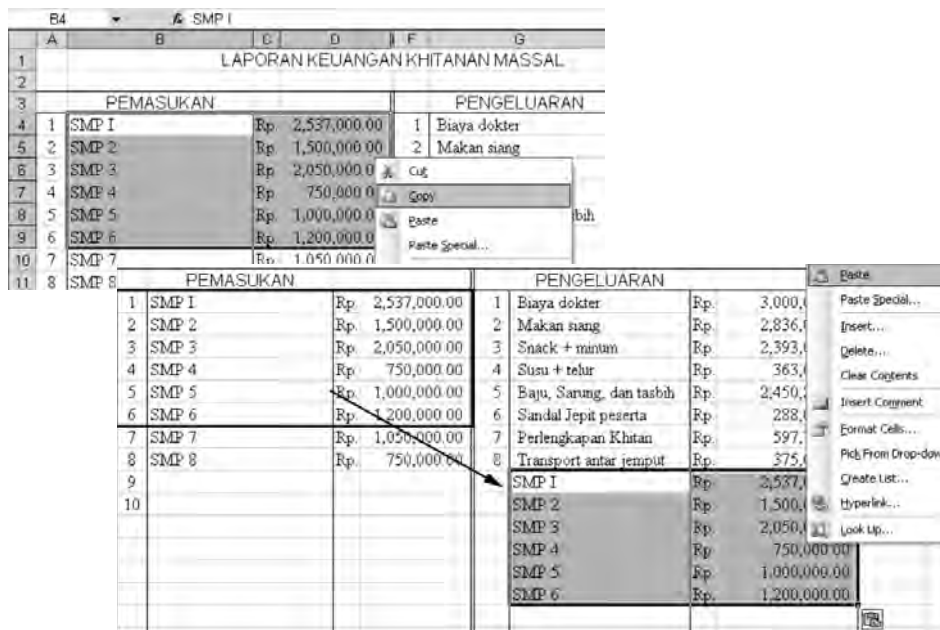 B4 fx SMP I
A B C D F G
1 LAPORAN KEUANGAN KHITANAN MASSAL
2
3 PEMASUKAN PENGELUARAN
4 1 SMP I Rp. 2,537,000.00 1 Biaya dokter
5 2 SMP 2 Rp. 1,500,000.00 2 Makan siang
6 3 SMP 3 Rp. 2,050,000.0
7 4 SMP 4 Rp. 750,000.0
8 5 SMP 5 Rp. 1,000,000.0 bih
9 6 SMP 6 Rp. 1,200,000.0
10 7 SMP 7 Rp. 1,050,000.0
11 8 SMP 8
Cut
Copy
Paste
Paste Special...
PEMASUKAN PENGELUARAN
1 SMP I Rp. 2,537,000.00 1 Biaya dokter Rp. 3,000,
2 SMP 2 Rp. 1,500,000.00 2 Makan siang Rp. 2,836,
3 SMP 3 Rp. 2,050,000.00 3 Snack + minum Rp. 2,393,
4 SMP 4 Rp. 750,000.00 4 Susu + telur Rp. 363,
5 SMP 5 Rp. 1,000,000.00 5 Baju, Sarung, dan tasbih Rp. 2,450,
6 SMP 6 Rp. 1,200,000.00 6 Sandal Jepit peserta Rp. 288,
7 SMP 7 Rp. 1,050,000.00 7 Perlengkapan Khitan Rp. 597,
8 SMP 8 Rp. 750,000.00 8 Transport antar jemput Rp. 375,
9 SMP I Rp. 2,537,
10 SMP 2 Rp. 1,500,
SMP 3 Rp. 2,050,
SMP 4 Rp. 750,000.00
SMP 5 Rp. 1,000,000.00
SMP 6 Rp. 1,200,000.00
Paste
Paste Special...
Insert...
Delete...
Clear Contents
Insert Comment
Format Cells...
Pick From Drop-dow
Create List...
Hyperlink...
Look Up...